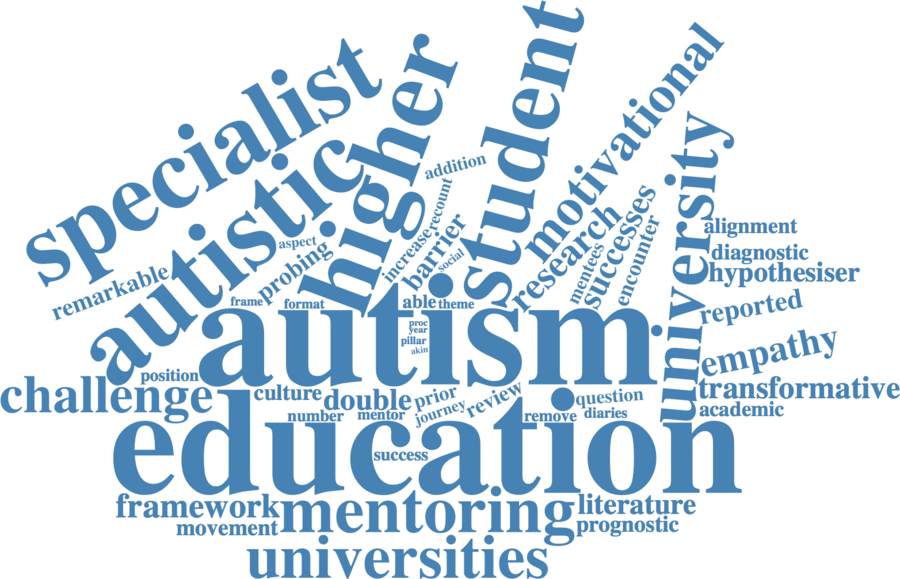 specialist
autistic
higher
student
motivational
university
remarkable
probing
aspect
addition
recount
increase
barrier
social
research
mentees
successes
encounter
alignment
diagnostic
hypothesiser
reported
empathy
transformative
academic
frame
format
able
theme
autism
proc
year
pillar
akin
position
challenge
culture
double
prior
journey
review
question
number
mentor
remove
diaries
education
success
framework
mentoring
literature
movement
prognostic
universities